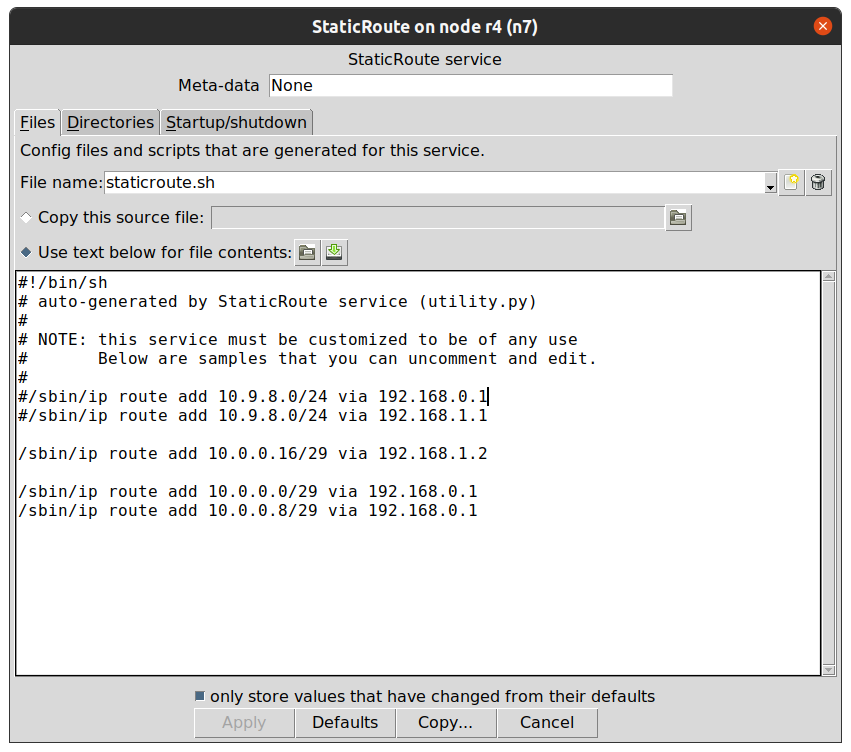 StaticRoute on node r4 (n7)
StaticRoute service
Meta-data None
Files Directories Startup/shutdown
Config files and scripts that are generated for this service.
File name: staticroute.sh
Copy this source file:
Use text below for file contents:
#!/bin/sh
# auto-generated by StaticRoute service (utility.py)
#
# NOTE: this service must be customized to be of any use
#       Below are samples that you can uncomment and edit.
#
#/sbin/ip route add 10.9.8.0/24 via 192.168.0.1
#/sbin/ip route add 10.9.8.0/24 via 192.168.1.1
/sbin/ip route add 10.0.0.16/29 via 192.168.1.2
/sbin/ip route add 10.0.0.0/29 via 192.168.0.1
/sbin/ip route add 10.0.0.8/29 via 192.168.0.1
only store values that have changed from their defaults
Apply Defaults Copy... Cancel